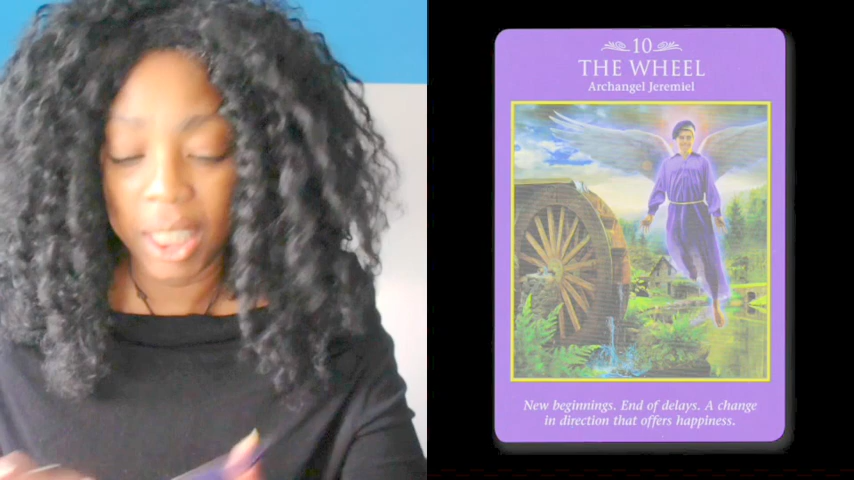 10
THE WHEEL
Archangel Jeremiel
New beginnings. End of delays. A change
in direction that offers happiness.